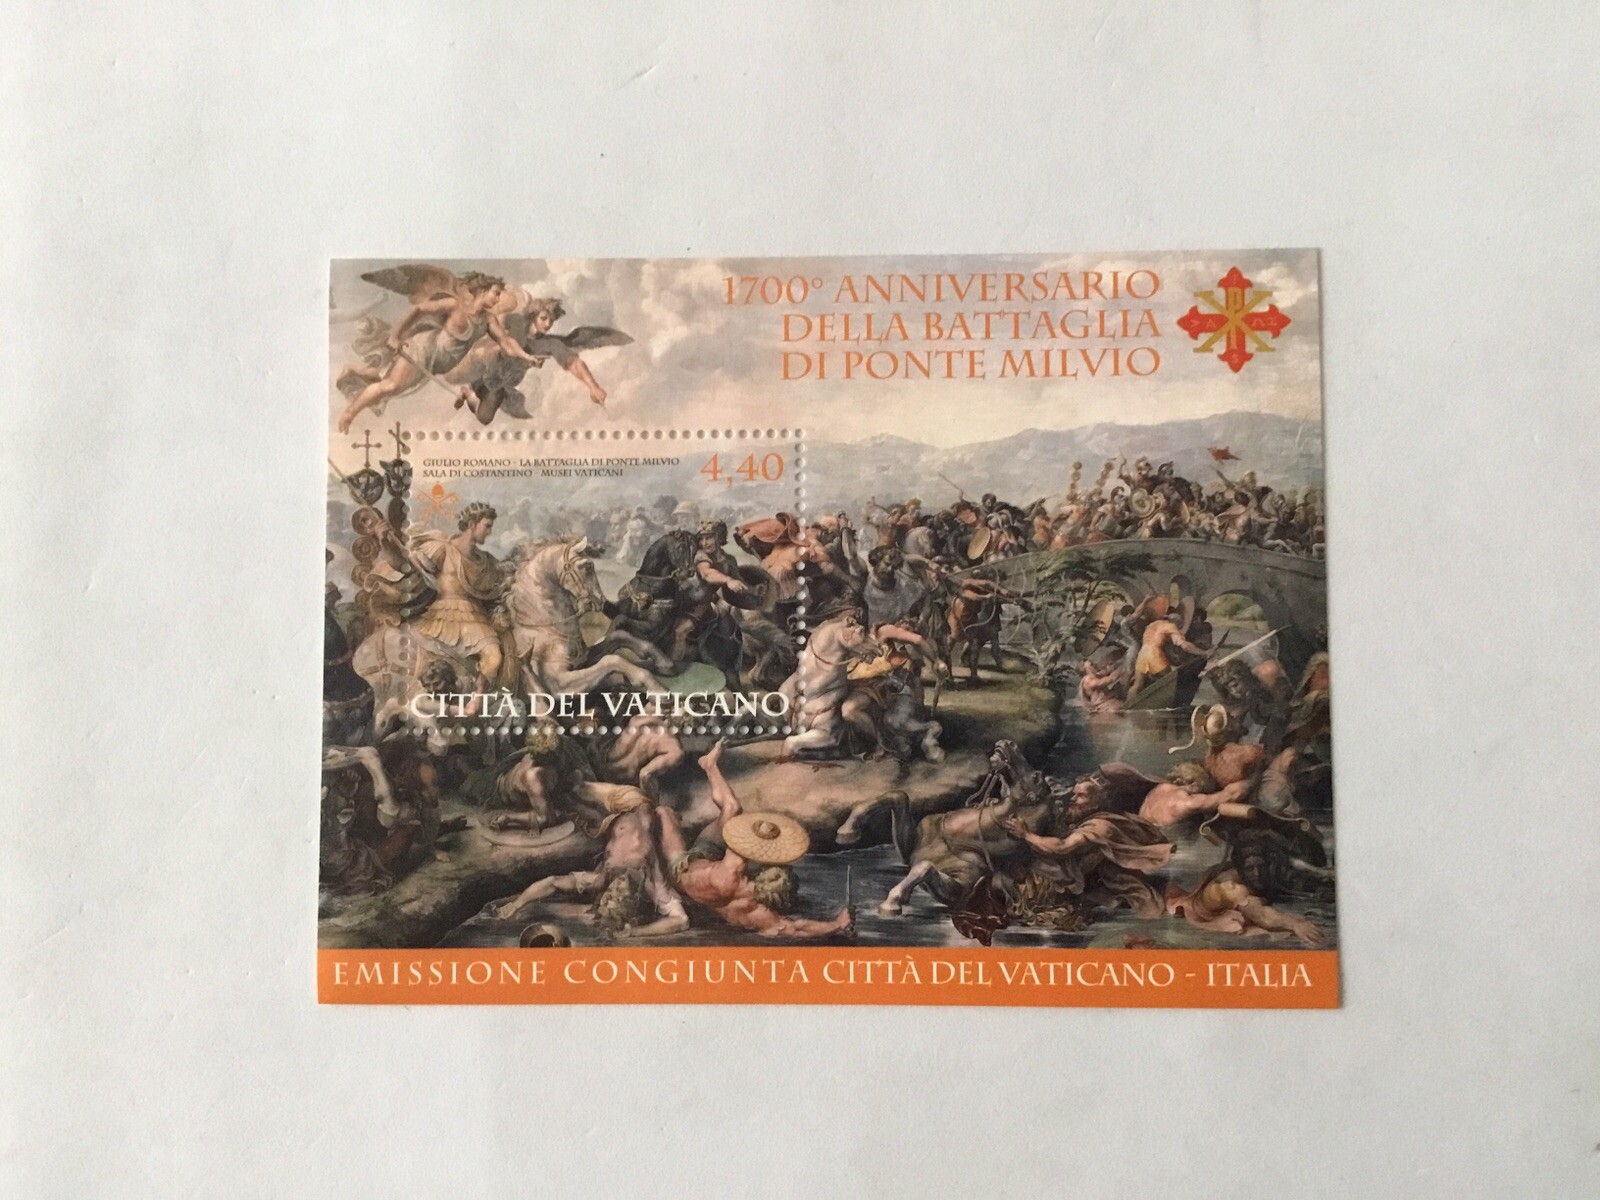 1700° ANNIVERSARIO
DELLA BATTAGLIA
DI PONTE MILVIO
GIULIO ROMANO - LA BATTAGLIA DI PONTE MILVIO
SALA DI COSTANTINO - MUSEI VATICANI
4,40
CITTÀ DEL VATICANO
EMISSIONE CONGIUNTA CITTÀ DEL VATICANO - ITALIA